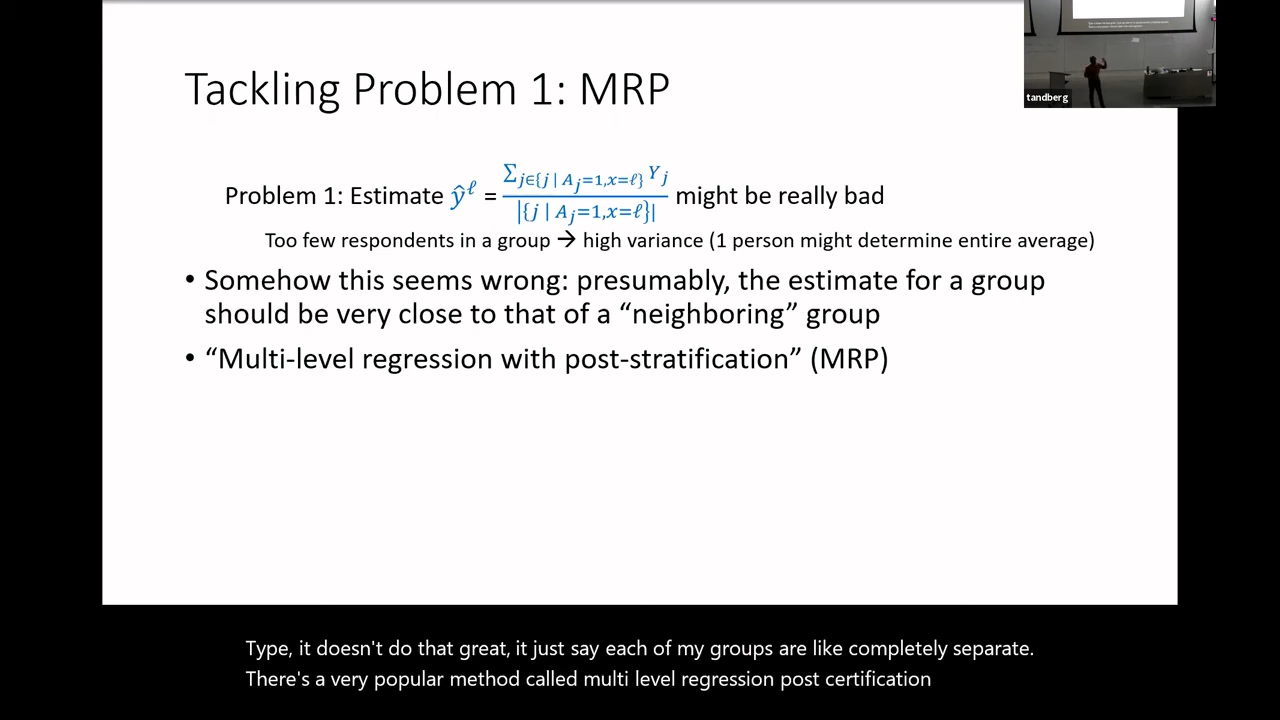 Tackling Problem 1: MRP
tandberg
Problem 1: Estimate ŷ^ℓ = ∑_{j∈{j | A_j=1,x=ℓ}} Y_j / |{j | A_j=1,x=ℓ}| might be really bad
Too few respondents in a group → high variance (1 person might determine entire average)
• Somehow this seems wrong: presumably, the estimate for a group
should be very close to that of a “neighboring” group
• “Multi-level regression with post-stratification” (MRP)
Type, it doesn't do that great, it just say each of my groups are like completely separate.
There's a very popular method called multi level regression post certification